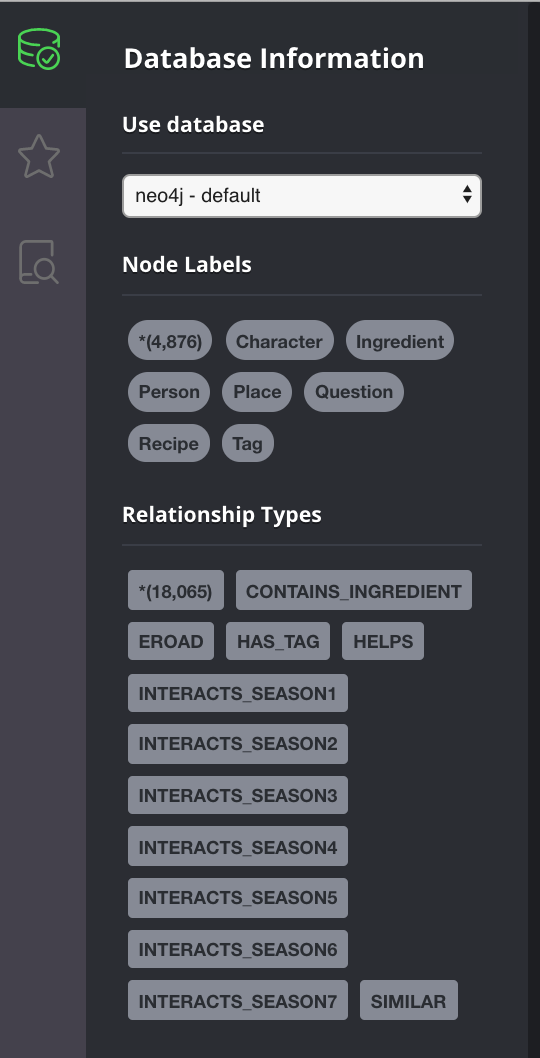 Database Information
Use database
neo4j - default
Node Labels
*(4,876) Character Ingredient
Person Place Question
Recipe Tag
Relationship Types
*(18,065) CONTAINS_INGREDIENT
EROAD HAS_TAG HELPS
INTERACTS_SEASON1
INTERACTS_SEASON2
INTERACTS_SEASON3
INTERACTS_SEASON4
INTERACTS_SEASON5
INTERACTS_SEASON6
INTERACTS_SEASON7 SIMILAR